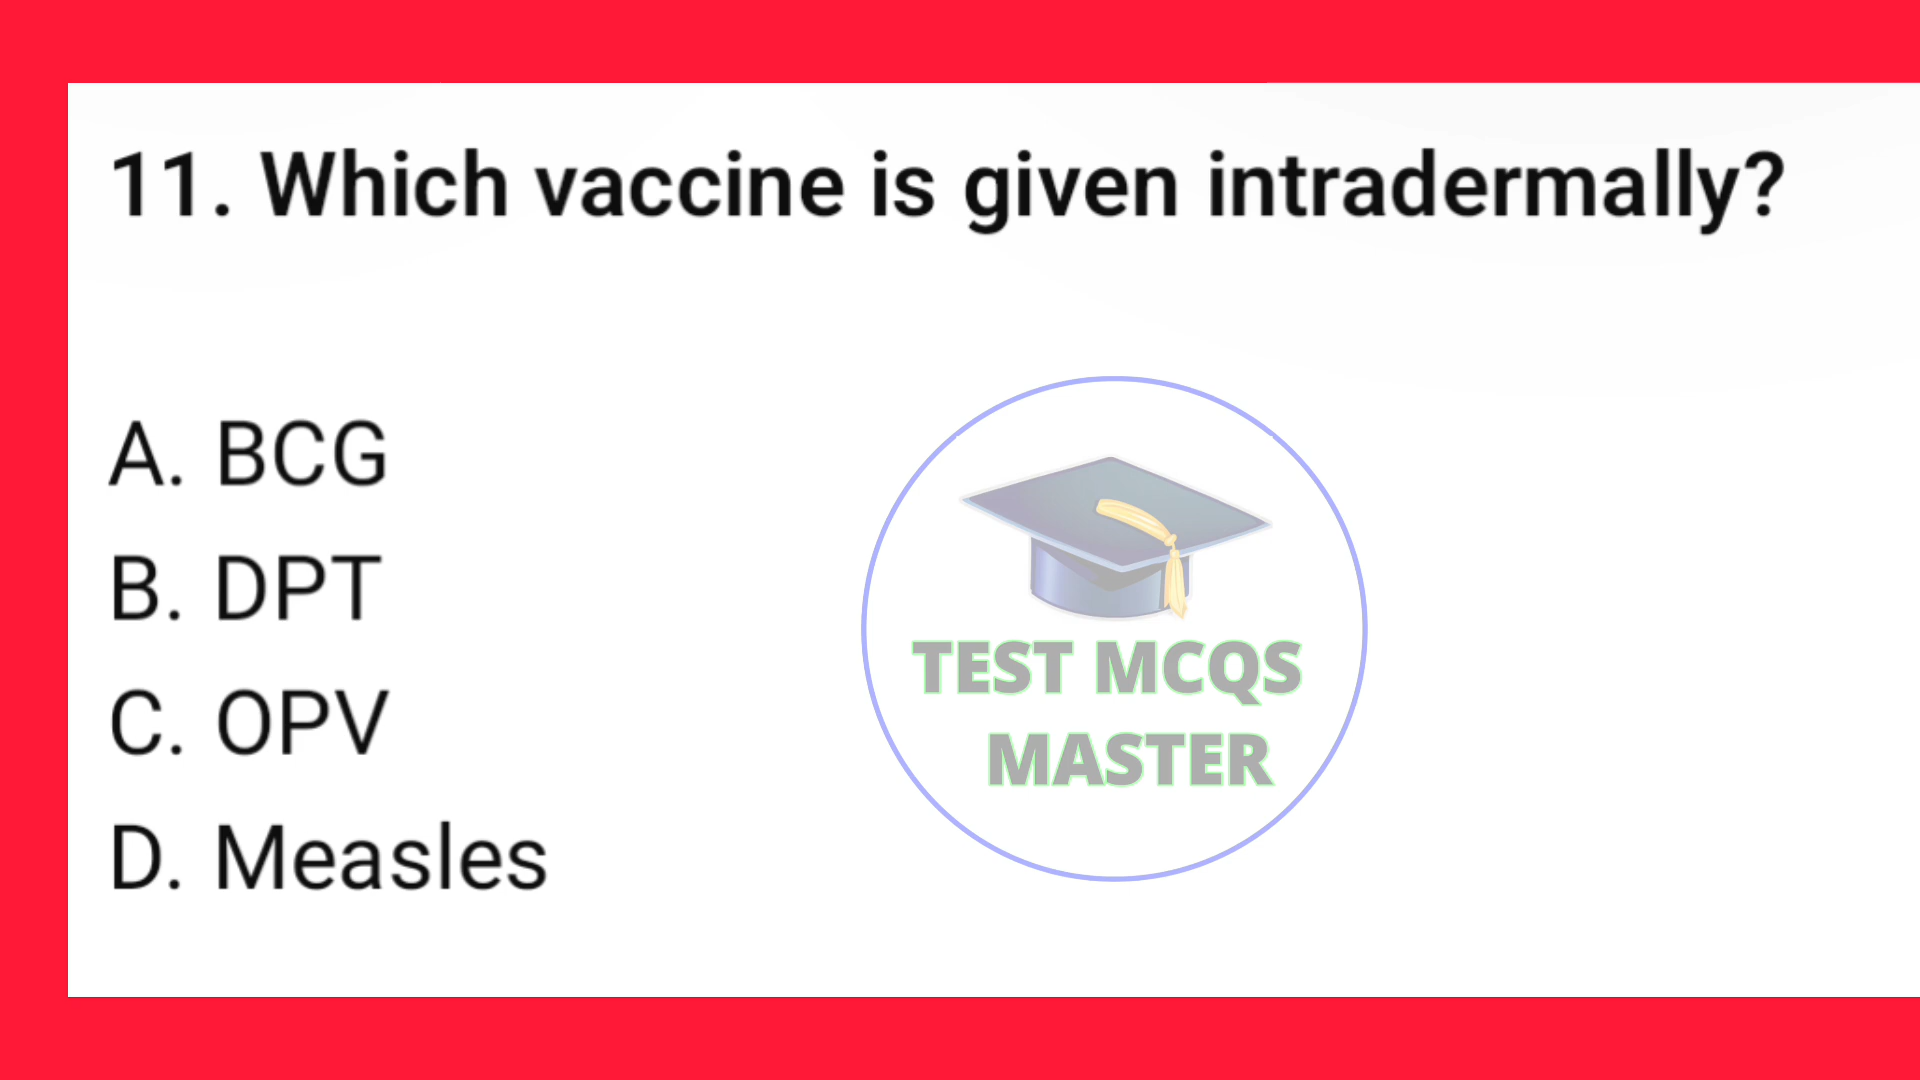 11. Which vaccine is given intradermally?
A. BCG
B. DPT
C. OPV
D. Measles
TEST MCQS
MASTER